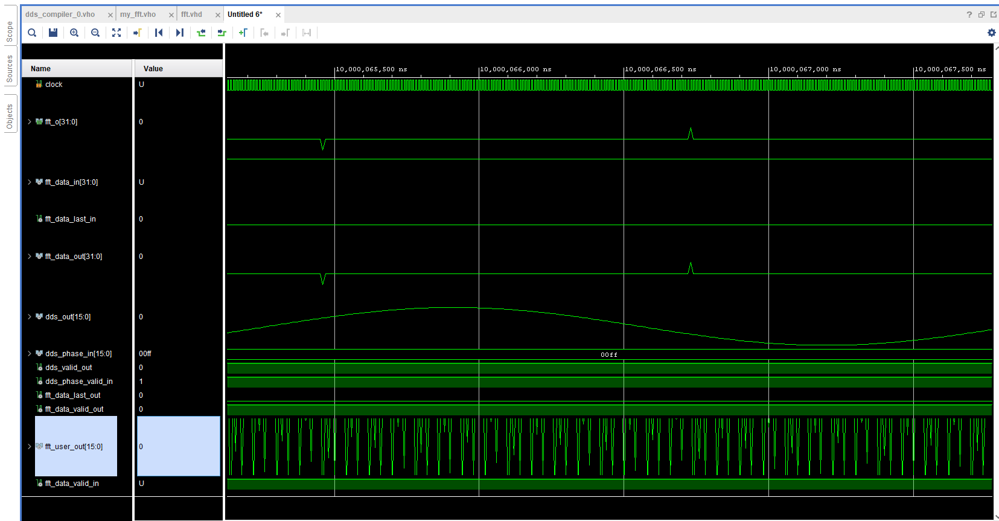 dds_compiler_0.vho × my_fft.vho × fft.vhd × Untitled 6* ×
?
Scope
Sources
Objects
Name Value
10,000,065,500 ns 10,000,066,000 ns 10,000,066,500 ns 10,000,067,000 ns 10,000,067,500 ns
clock U
fft_o[31:0] 0
fft_data_in[31:0] U
fft_data_last_in 0
fft_data_out[31:0] 0
dds_out[15:0] 0
dds_phase_in[15:0] 00ff 00ff
dds_valid_out 0
dds_phase_valid_in 1
fft_data_last_out 0
fft_data_valid_out 0
fft_user_out[15:0] 0
fft_data_valid_in U